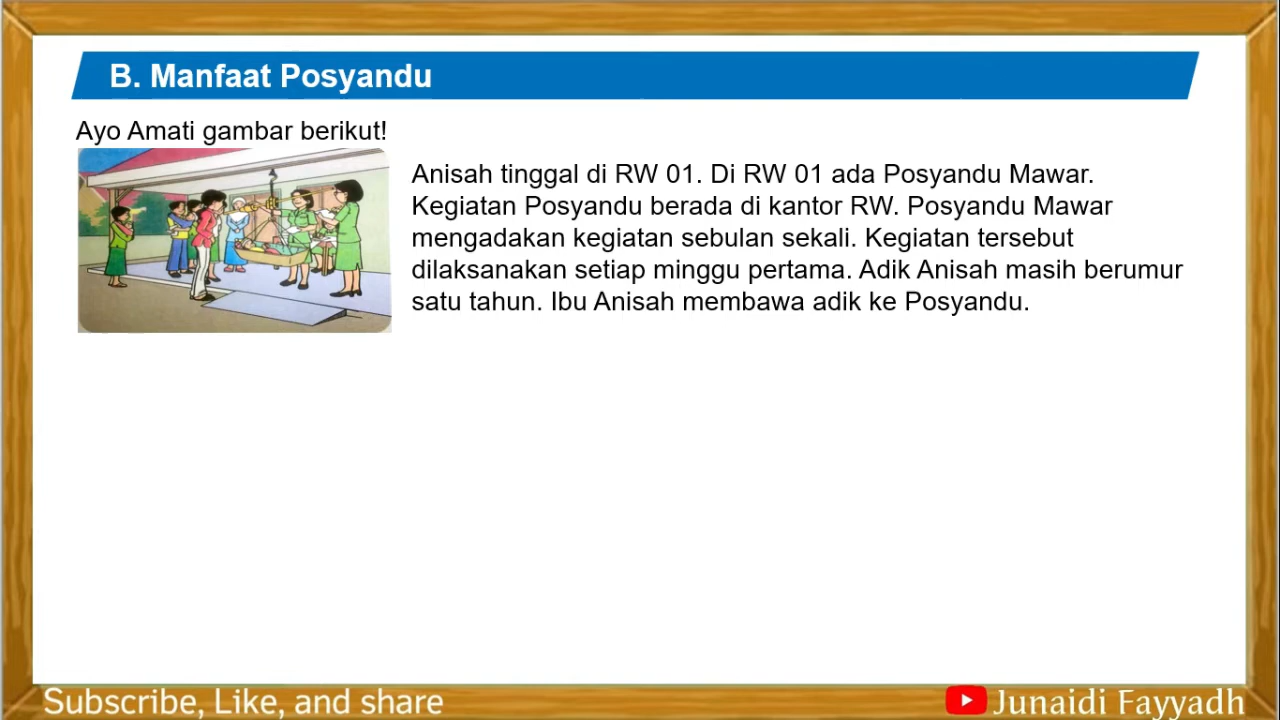 B. Manfaat Posyandu
Ayo Amati gambar berikut!
Anisah tinggal di RW 01. Di RW 01 ada Posyandu Mawar.
Kegiatan Posyandu berada di kantor RW. Posyandu Mawar
mengadakan kegiatan sebulan sekali. Kegiatan tersebut
dilaksanakan setiap minggu pertama. Adik Anisah masih berumur
satu tahun. Ibu Anisah membawa adik ke Posyandu.
Subscribe, Like, and share
Junaidi Fayyadh